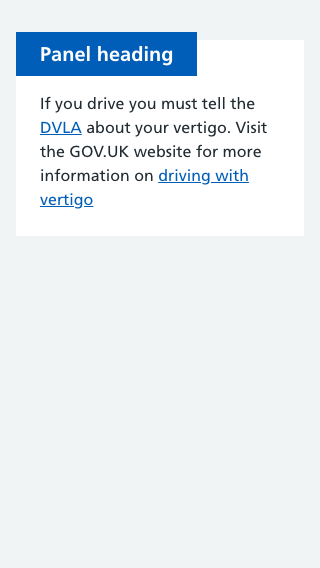 Panel heading
If you drive you must tell the
DVLA about your vertigo. Visit
the GOV.UK website for more
information on driving with
vertigo